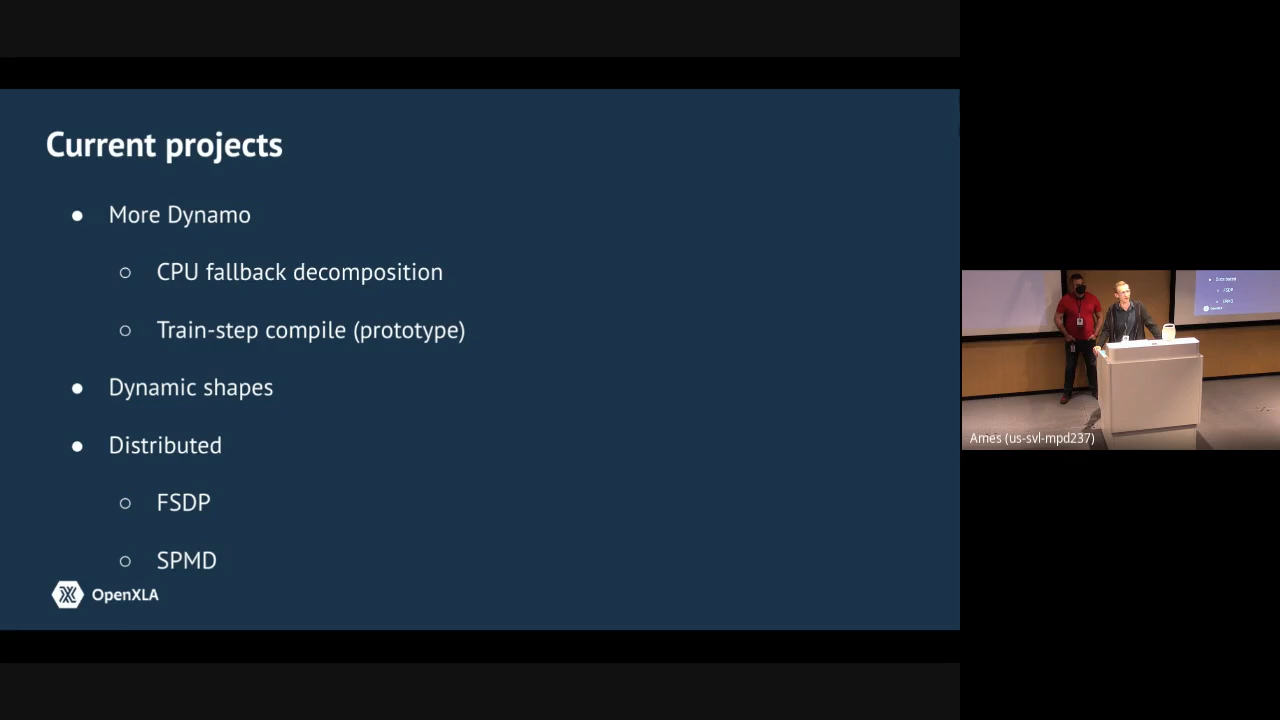 Current projects
● More Dynamo
○ CPU fallback decomposition
○ Train-step compile (prototype)
● Dynamic shapes
● Distributed
○ FSDP
○ SPMD
OpenXLA
Ames (us-svl-mpd237)